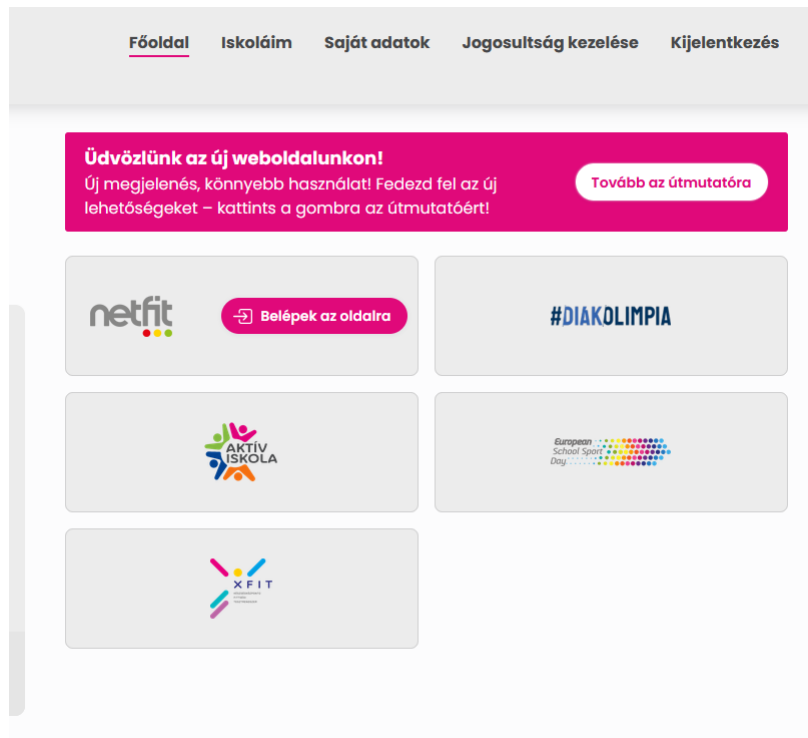 Főoldal Iskoláim Saját adatok Jogosultság kezelése Kijelentkezés
Üdvözlünk az új weboldalunkon!
Új megjelenés, könnyebb használat! Fedezd fel az új
lehetőségeket – kattints a gombra az útmutatóért!
Tovább az útmutatóra
netfit
Belépek az oldalra
#DIÁKOLIMPIA
AKTÍV
ISKOLA
European
School Sport
Day
XFIT